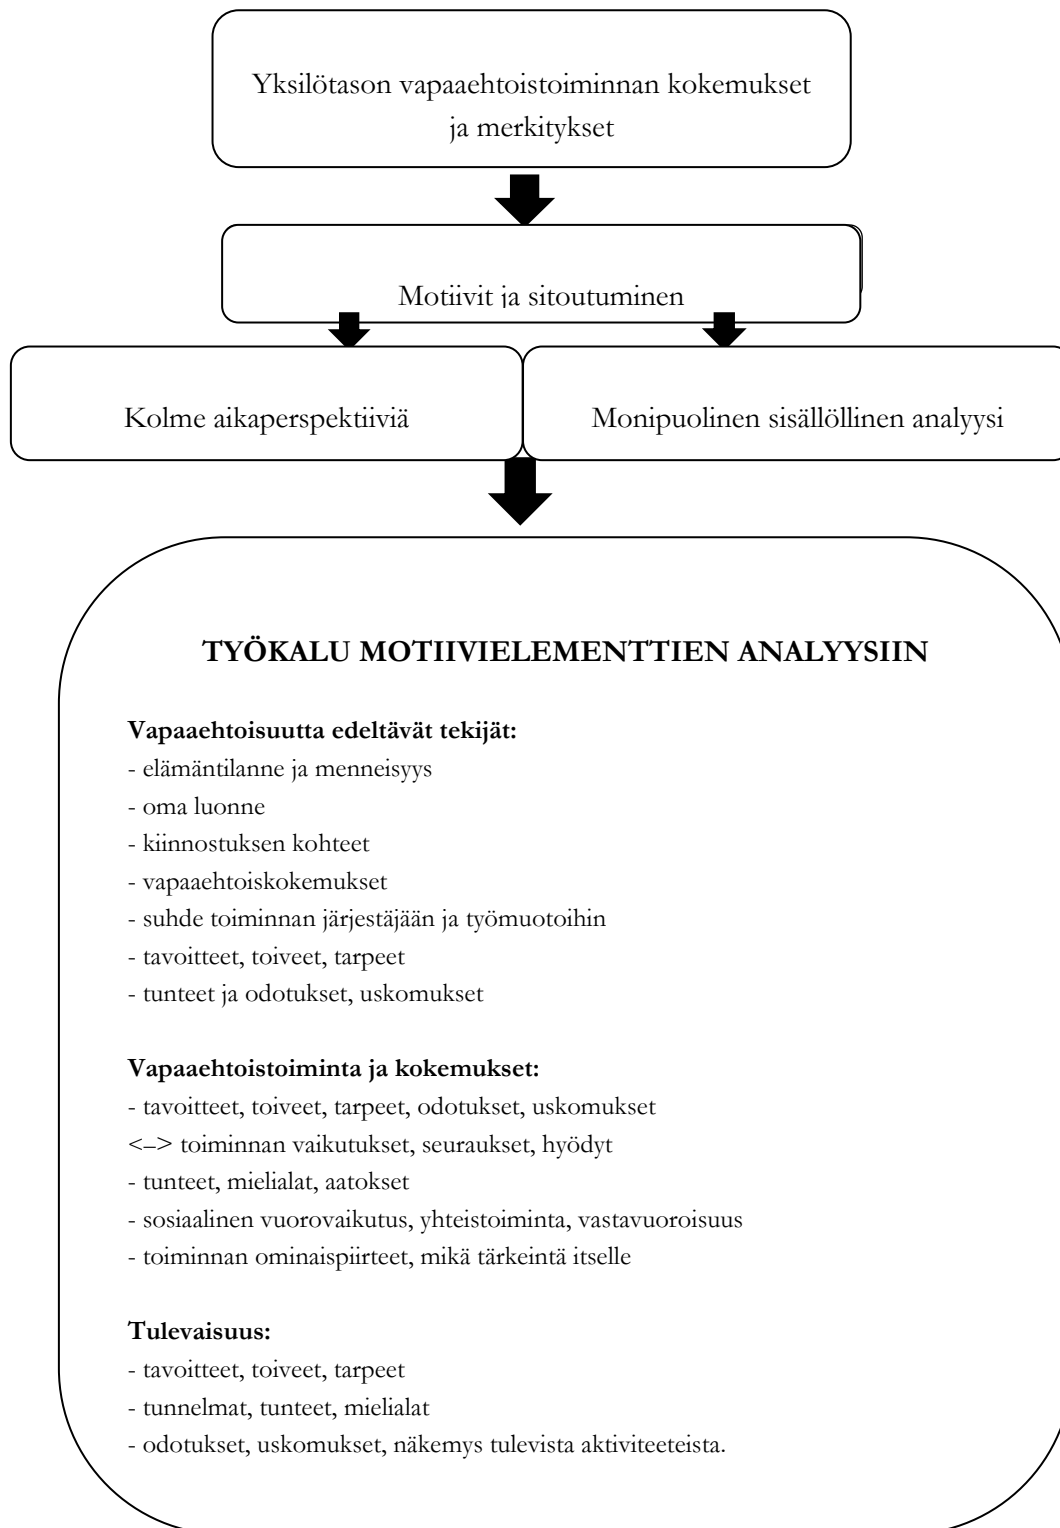 Yksilötason vapaaehtoistoiminnan kokemukset
ja merkitykset
Motiivit ja sitoutuminen
Kolme aikaperspektiiviä
Monipuolinen sisällöllinen analyysi
TYÖKALU MOTIIVIELEMENTTIEN ANALYYSIIN
Vapaaehtoisuutta edeltävät tekijät:
- elämäntilanne ja menneisyys
- oma luonne
- kiinnostuksen kohteet
- vapaaehtoiskokemukset
- suhde toiminnan järjestäjään ja työmuotoihin
- tavoitteet, toiveet, tarpeet
- tunteet ja odotukset, uskomukset
Vapaaehtoistoiminta ja kokemukset:
- tavoitteet, toiveet, tarpeet, odotukset, uskomukset
<–> toiminnan vaikutukset, seuraukset, hyödyt
- tunteet, mielialat, aatokset
- sosiaalinen vuorovaikutus, yhteistoiminta, vastavuoroisuus
- toiminnan ominaispiirteet, mikä tärkeintä itselle
Tulevaisuus:
- tavoitteet, toiveet, tarpeet
- tunnelmat, tunteet, mielialat
- odotukset, uskomukset, näkemys tulevista aktiviteeteista.